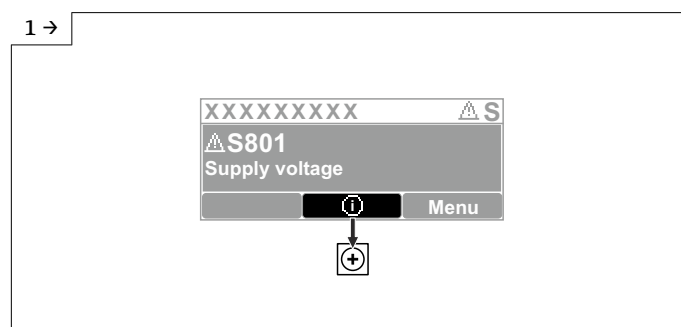 1 →
XXXXXXXXX ⚠ S
⚠S801
Supply voltage
ⓘ Menu
+